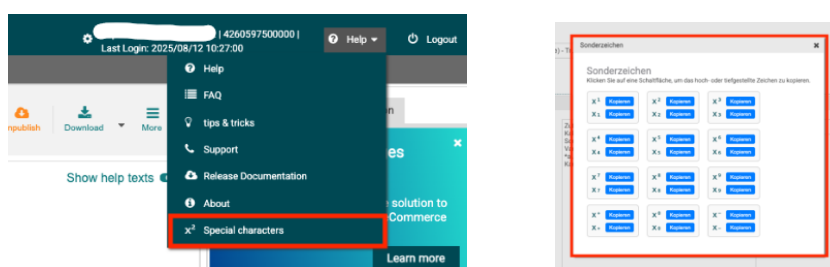 | 4260597500000 |
Last Login: 2025/08/12 10:27:00
Help
Logout
Help
FAQ
tips & tricks
Support
Release Documentation
About
x² Special characters
npublish
Download
More
n
Show help texts
es
solution to
Commerce
Learn more
Sonderzeichen
Sonderzeichen
Klicken Sie auf eine Schaltfläche, um das hoch- oder tiefgestellte Zeichen zu kopieren.
X¹ Kopieren X² Kopieren X³ Kopieren
X₁ Kopieren X₂ Kopieren X₃ Kopieren
X⁴ Kopieren X⁵ Kopieren X⁶ Kopieren
X₄ Kopieren X₅ Kopieren X₆ Kopieren
X⁷ Kopieren X⁸ Kopieren X⁹ Kopieren
X₇ Kopieren X₈ Kopieren X₉ Kopieren
X⁺ Kopieren X⁰ Kopieren X⁻ Kopieren
X₊ Kopieren X₀ Kopieren X₋ Kopieren